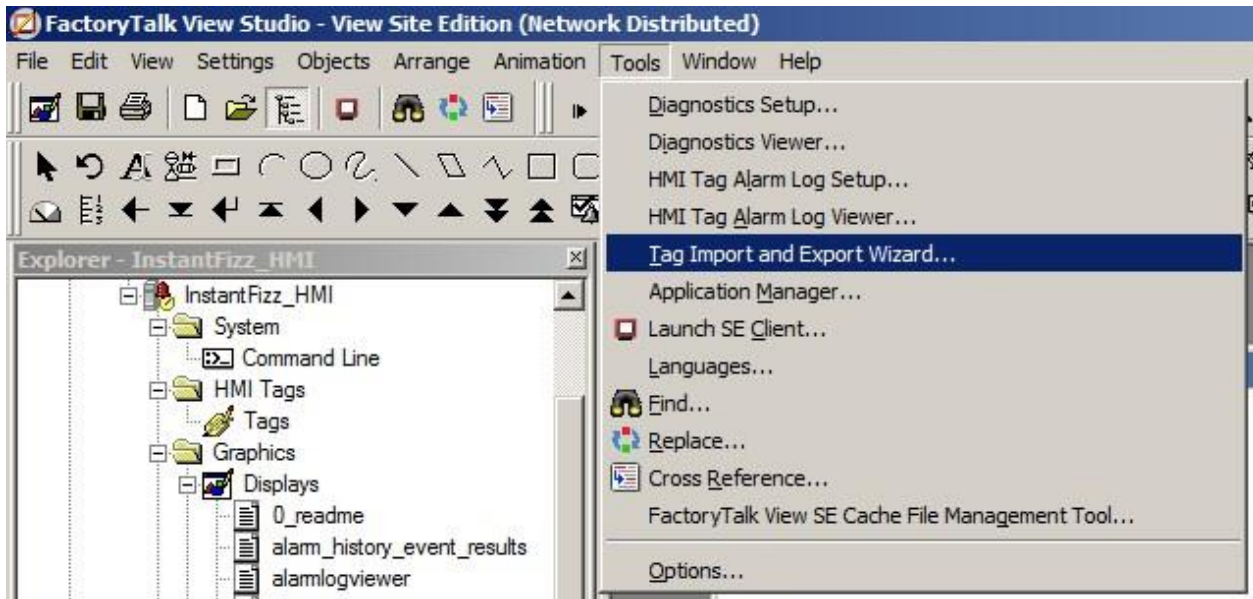 FactoryTalk View Studio - View Site Edition (Network Distributed)
File Edit View Settings Objects Arrange Animation Tools Window Help
Diagnostics Setup...
Diagnostics Viewer...
HMI Tag Alarm Log Setup...
HMI Tag Alarm Log Viewer...
Tag Import and Export Wizard...
Application Manager...
Launch SE Client...
Languages...
Find...
Replace...
Cross Reference...
FactoryTalk View SE Cache File Management Tool...
Options...
Explorer - InstantFizz_HMI
InstantFizz_HMI
System
Command Line
HMI Tags
Tags
Graphics
Displays
0_readme
alarm_history_event_results
alarmlogviewer